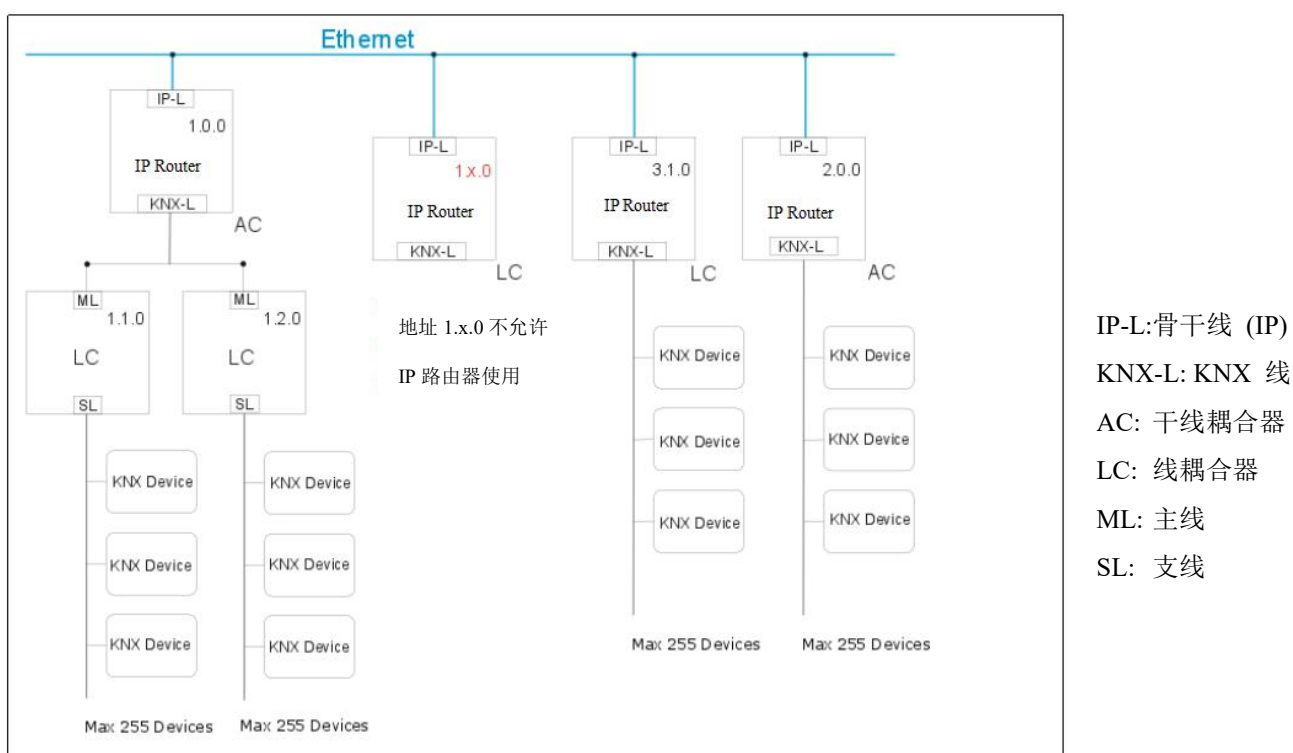 Ethernet
IP-L
1.0.0
IP Router
KNX-L
AC
ML
1.1.0
LC
SL
KNX Device
KNX Device
KNX Device
Max 255 Devices
ML
1.2.0
LC
SL
KNX Device
KNX Device
KNX Device
Max 255 Devices
IP-L
1.x.0
IP Router
KNX-L
LC
地址 1.x.0 不允许
IP 路由器使用
IP-L
3.1.0
IP Router
KNX-L
LC
KNX Device
KNX Device
KNX Device
Max 255 Devices
IP-L
2.0.0
IP Router
KNX-L
AC
KNX Device
KNX Device
KNX Device
Max 255 Devices
IP-L:骨干线 (IP)
KNX-L: KNX 线
AC: 干线耦合器
LC: 线耦合器
ML: 主线
SL: 支线